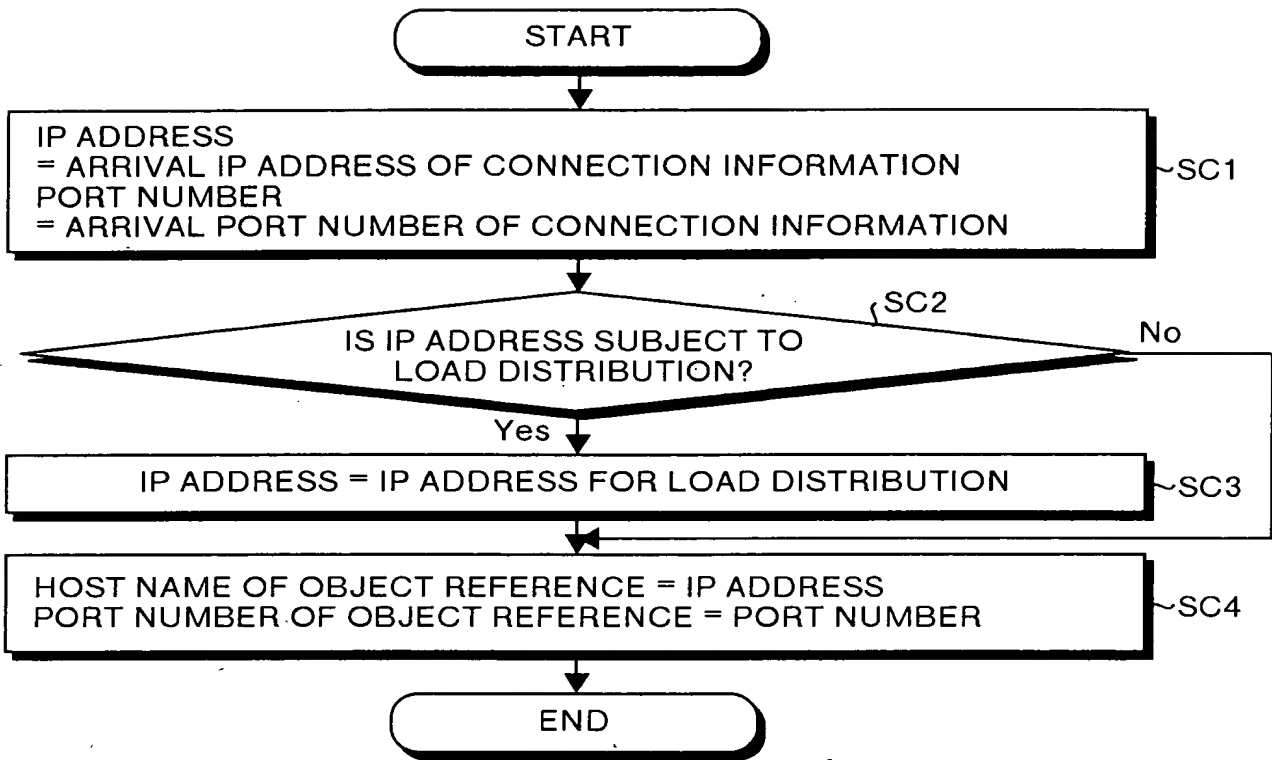 START
IP ADDRESS
= ARRIVAL IP ADDRESS OF CONNECTION INFORMATION
PORT NUMBER
= ARRIVAL PORT NUMBER OF CONNECTION INFORMATION
SC1
SC2
IS IP ADDRESS SUBJECT TO
LOAD DISTRIBUTION?
No
Yes
IP ADDRESS = IP ADDRESS FOR LOAD DISTRIBUTION
SC3
HOST NAME OF OBJECT REFERENCE = IP ADDRESS
PORT NUMBER OF OBJECT REFERENCE = PORT NUMBER
SC4
END